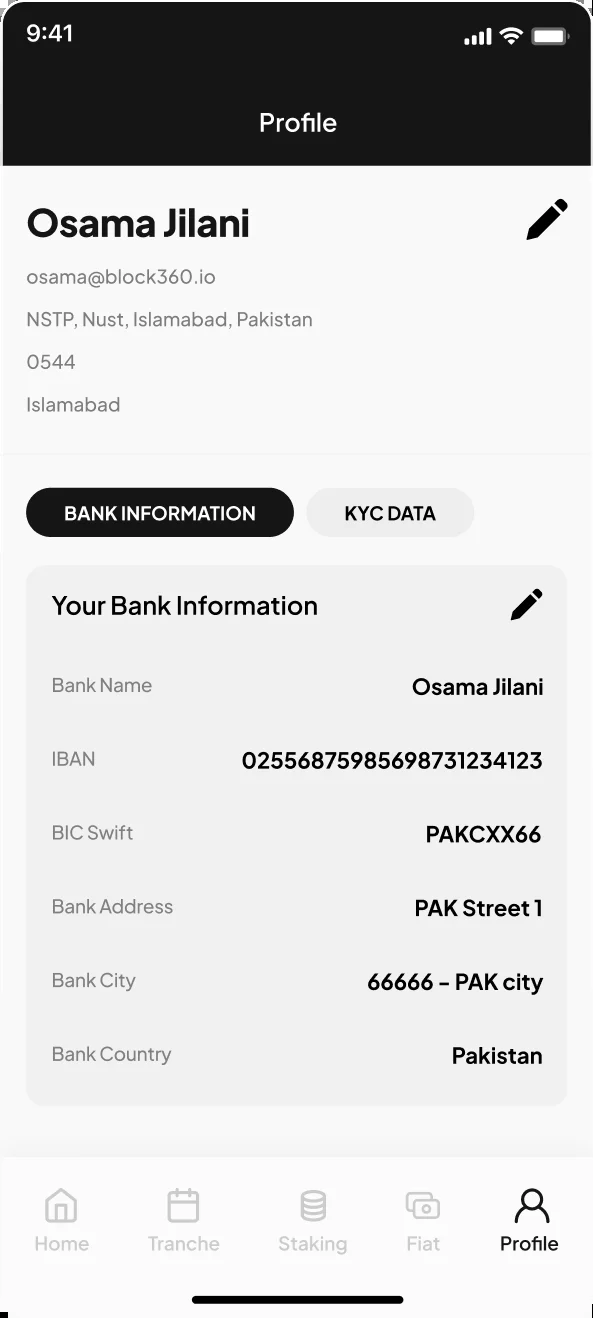 9:41
Profile
Osama Jilani
osama@block360.io
NSTP, Nust, Islamabad, Pakistan
0544
Islamabad
BANK INFORMATION KYC DATA
Your Bank Information
Bank Name Osama Jilani
IBAN 02556875985698731234123
BIC Swift PAKCXX66
Bank Address PAK Street 1
Bank City 66666 - PAK city
Bank Country Pakistan
Home Tranche Staking Fiat Profile